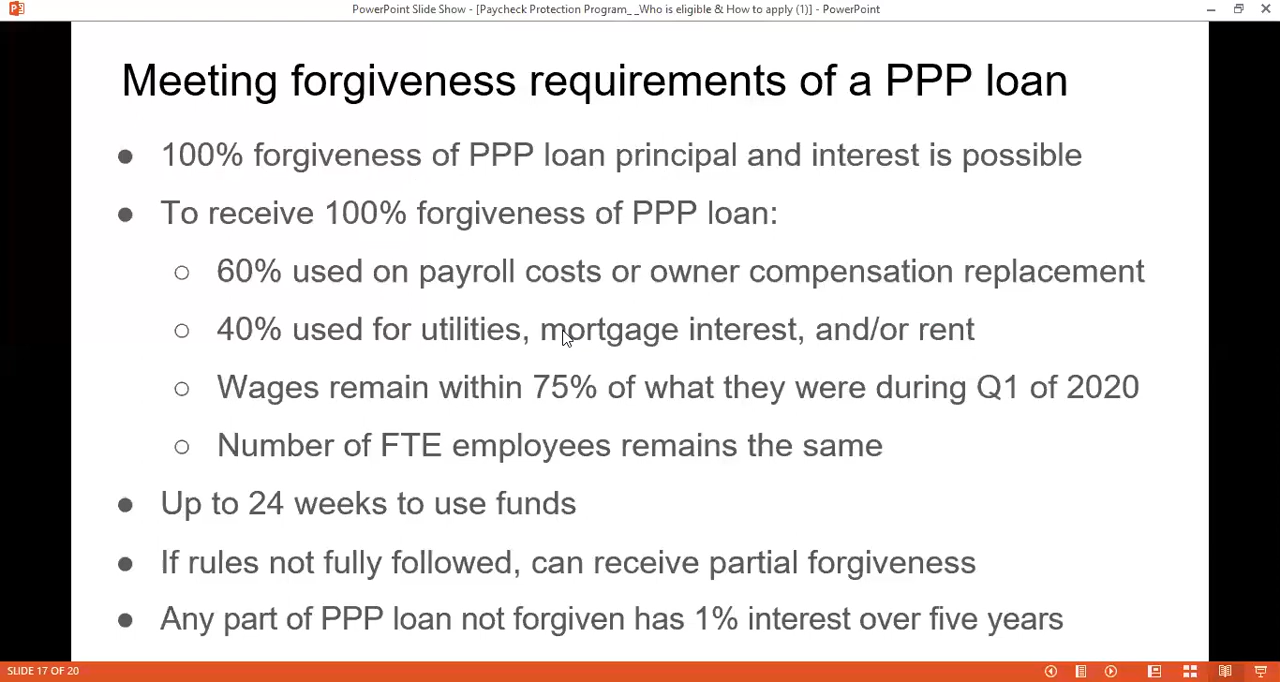 PowerPoint Slide Show - [Paycheck Protection Program_ _Who is eligible & How to apply (1)] - PowerPoint
Meeting forgiveness requirements of a PPP loan
● 100% forgiveness of PPP loan principal and interest is possible
● To receive 100% forgiveness of PPP loan:
○ 60% used on payroll costs or owner compensation replacement
○ 40% used for utilities, mortgage interest, and/or rent
○ Wages remain within 75% of what they were during Q1 of 2020
○ Number of FTE employees remains the same
● Up to 24 weeks to use funds
● If rules not fully followed, can receive partial forgiveness
● Any part of PPP loan not forgiven has 1% interest over five years
SLIDE 17 OF 20